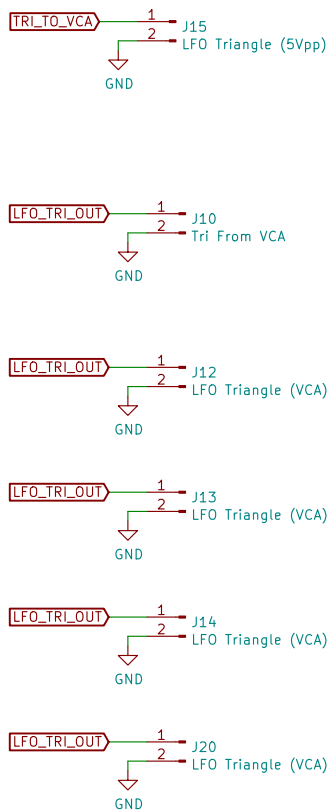 TRI_TO_VCA 1 J15
2 LFO Triangle (5Vpp)
GND
LFO_TRI_OUT 1 J10
2 Tri From VCA
GND
LFO_TRI_OUT 1 J12
2 LFO Triangle (VCA)
GND
LFO_TRI_OUT 1 J13
2 LFO Triangle (VCA)
GND
LFO_TRI_OUT 1 J14
2 LFO Triangle (VCA)
GND
LFO_TRI_OUT 1 J20
2 LFO Triangle (VCA)
GND